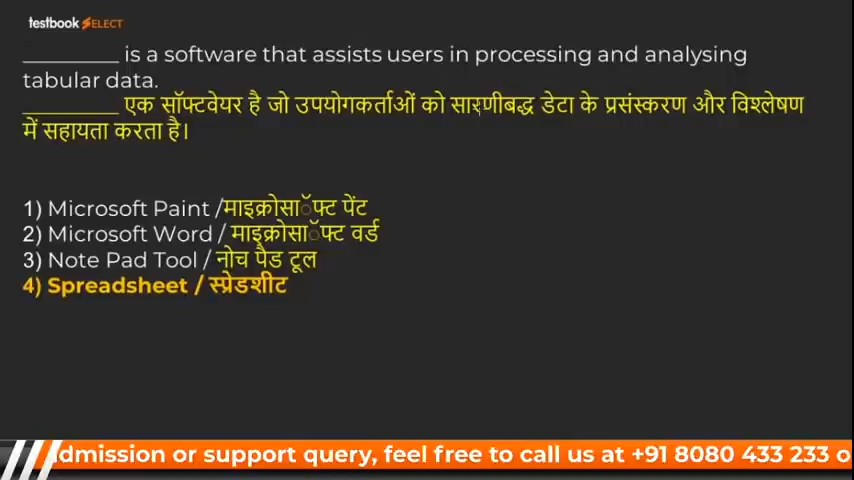 testbook SELECT
________ is a software that assists users in processing and analysing
tabular data.
________ एक सॉफ्टवेयर है जो उपयोगकर्ताओं को सारणीबद्ध डेटा के प्रसंस्करण और विश्लेषण
में सहायता करता है।
1) Microsoft Paint /माइक्रोसाॅफ्ट पेंट
2) Microsoft Word / माइक्रोसाॅफ्ट वर्ड
3) Note Pad Tool / नोच पैड टूल
4) Spreadsheet / स्प्रेडशीट
dmission or support query, feel free to call us at +91 8080 433 233 o